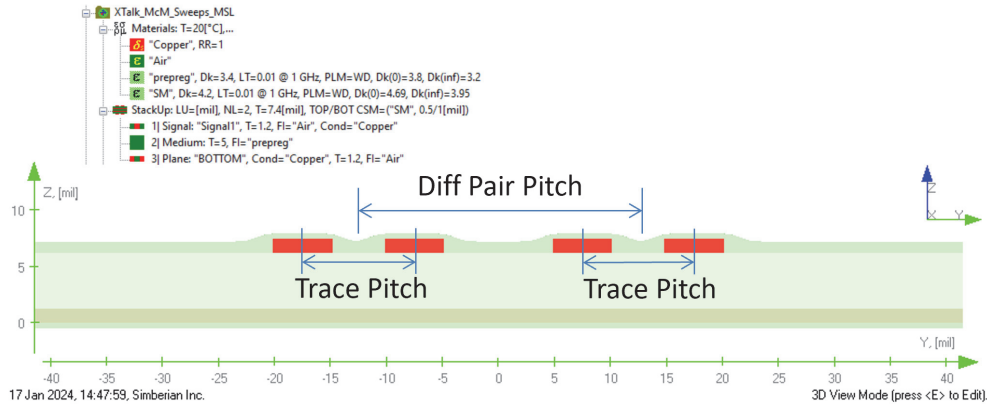 XTalk_McM_Sweeps_MSL
Materials: T=20[°C],...
"Copper", RR=1
"Air"
"prepreg", Dk=3.4, LT=0.01 @ 1 GHz, PLM=WD, Dk(0)=3.8, Dk(inf)=3.2
"SM", Dk=4.2, LT=0.01 @ 1 GHz, PLM=WD, Dk(0)=4.69, Dk(inf)=3.95
StackUp: LU=[mil], NL=2, T=7.4[mil], TOP/BOT CSM=("SM", 0.5/1[mil])
1| Signal: "Signal1", T=1.2, Fl="Air", Cond="Copper"
2| Medium: T=5, Fl="prepreg"
3| Plane: "BOTTOM", Cond="Copper", T=1.2, Fl="Air"
Z, [mil]
Diff Pair Pitch
Z
X Y
10
5
Trace Pitch Trace Pitch
0
Y, [mil]
-40 -35 -30 -25 -20 -15 -10 -5 0 5 10 15 20 25 30 35 40
17 Jan 2024, 14:47:59, Simberian Inc. 3D View Mode (press <E> to Edit).